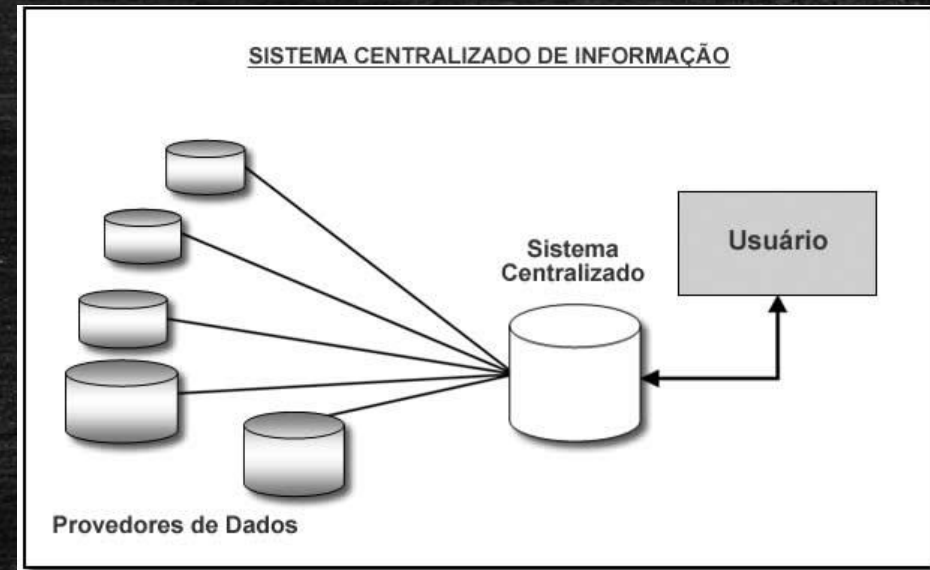 SISTEMA CENTRALIZADO DE INFORMAÇÃO
Sistema
Centralizado
Usuário
Provedores de Dados